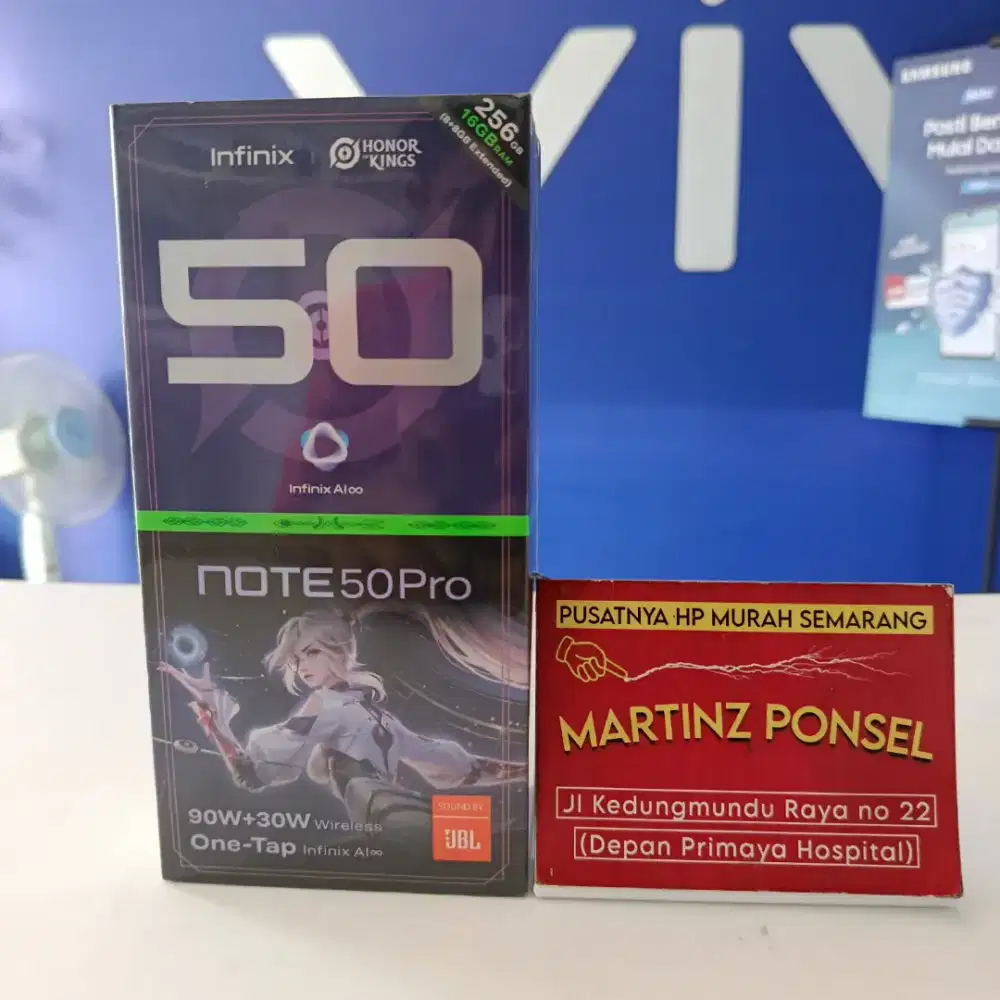 Infinix
HONOR
OF KINGS
256GB
16GB RAM
(8+8GB Extended)
50
Infinix AI∞
NOTE 50Pro
90W+30W Wireless
One-Tap Infinix AI∞
SOUND BY
JBL
PUSATNYA HP MURAH SEMARANG
MARTINZ PONSEL
Jl Kedungmundu Raya no 22
(Depan Primaya Hospital)
SAMSUNG